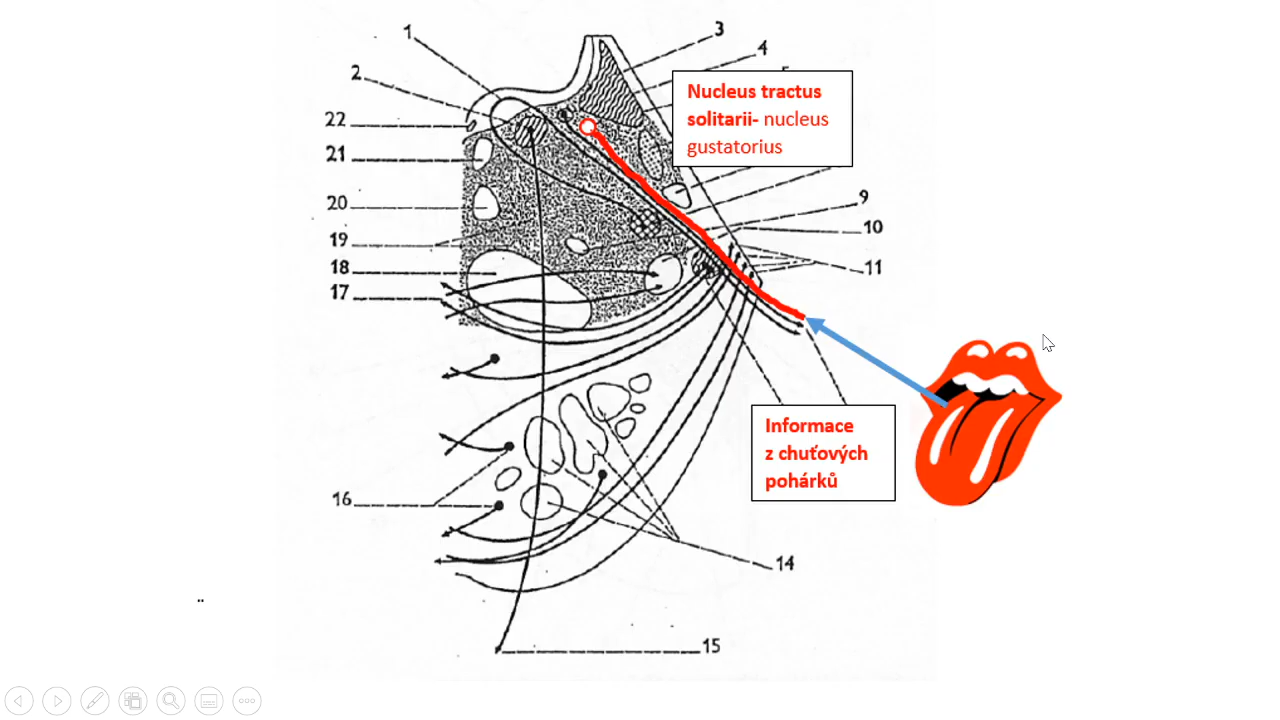 1
3
4
2
Nucleus tractus
solitarii- nucleus
gustatorius
22
21
20
9
10
19
18
11
17
Informace
z chuťových
pohárků
16
14
..
15